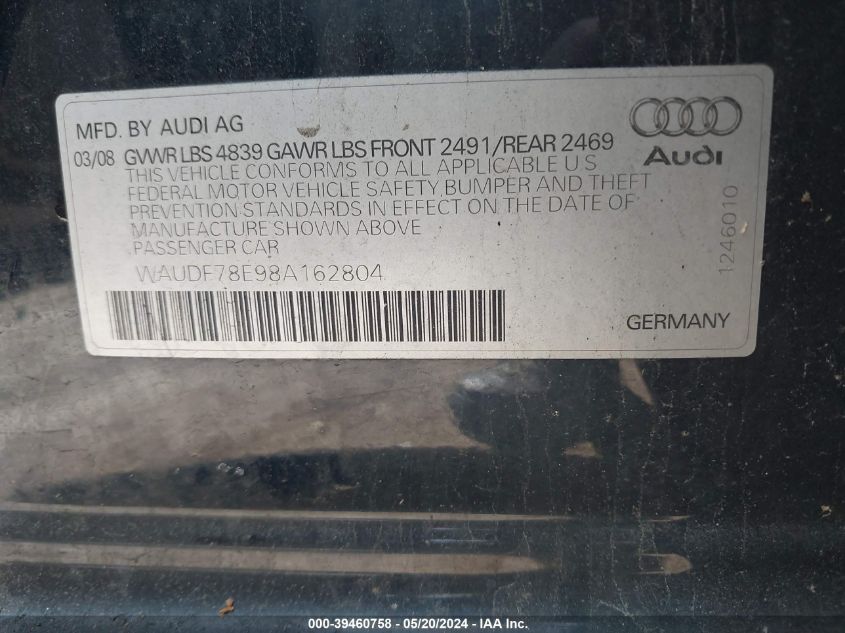 MFD. BY AUDI AG
03/08 GVWR LBS 4839 GAWR LBS FRONT 2491/REAR 2469
THIS VEHICLE CONFORMS TO ALL APPLICABLE U S
FEDERAL MOTOR VEHICLE SAFETY BUMPER AND THEFT
PREVENTION STANDARDS IN EFFECT ON THE DATE OF
MANUFACTURE SHOWN ABOVE
PASSENGER CAR
WAUDF78E98A162804
Audi
1246010
GERMANY
000-39460758 - 05/20/2024 - IAA Inc.